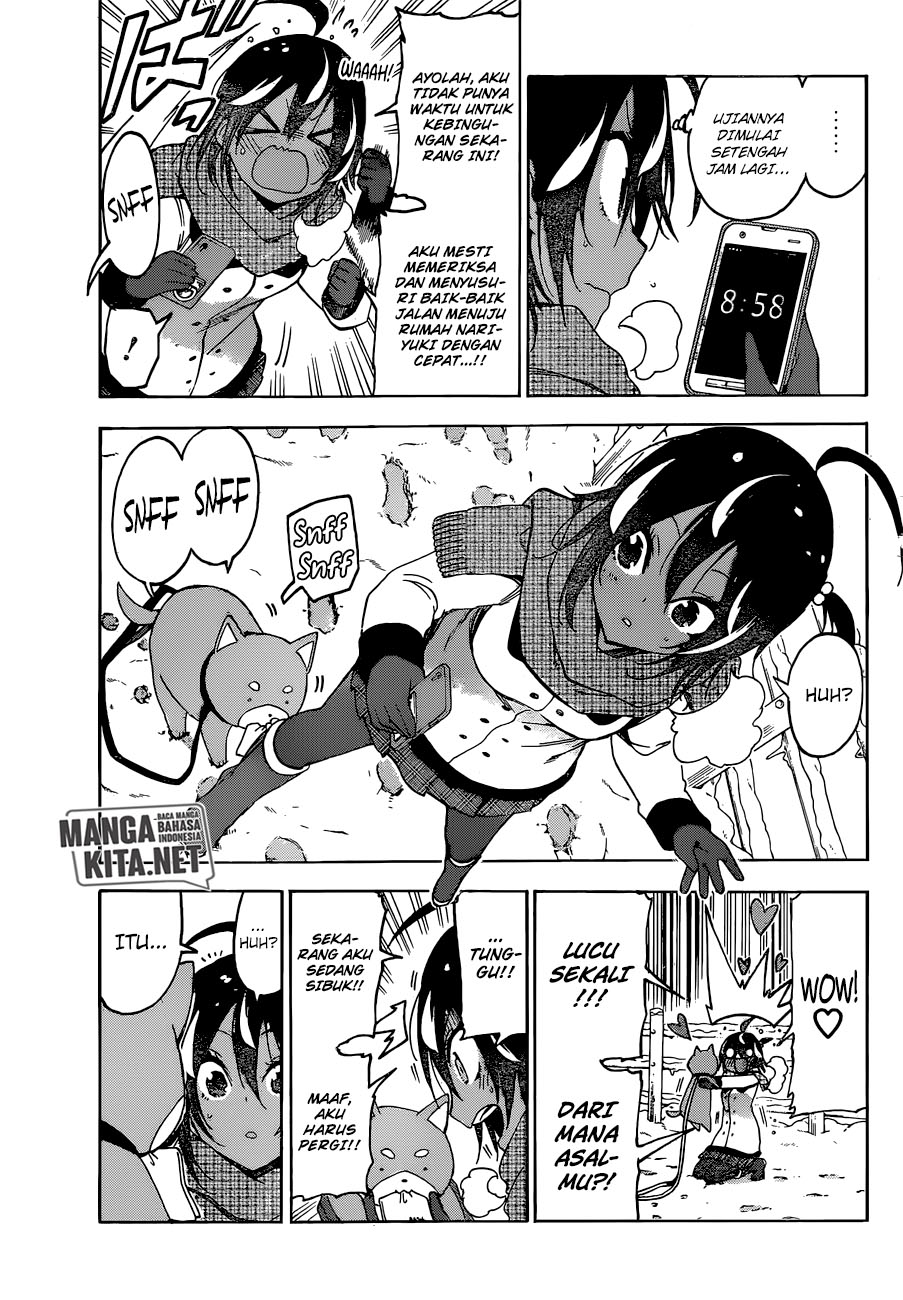 . . . . . .
UJIANNYA
DIMULAI
SETENGAH
JAM LAGI...
8:58
ば
WAAAH!
AYOLAH, AKU
TIDAK PUNYA
WAKTU UNTUK
KEBINGU-
NGAN SEKA-
RANG INI!
AKU MESTI
MEMERIKSA
DAN MENYUSU-
RI BAIK-BAIK
JALAN MENUJU
RUMAH NARI-
YUKI DENGAN
CEPAT...!!
SNFF
!
HUH?
Snff
Snff
SNFF SNFF
MANGA
KITA.NET
BACA MANGA
BAHASA
INDONESIA
WOW!
♡
LUCU
SEKALI
!!!
DARI
MANA
ASAL-
MU?!
...
TUNG-
GU!!
SEKA-
RANG AKU
SEDANG
SIBUK!!
MAAF,
AKU
HARUS
PERGI!!
...
HUH?
ITU...